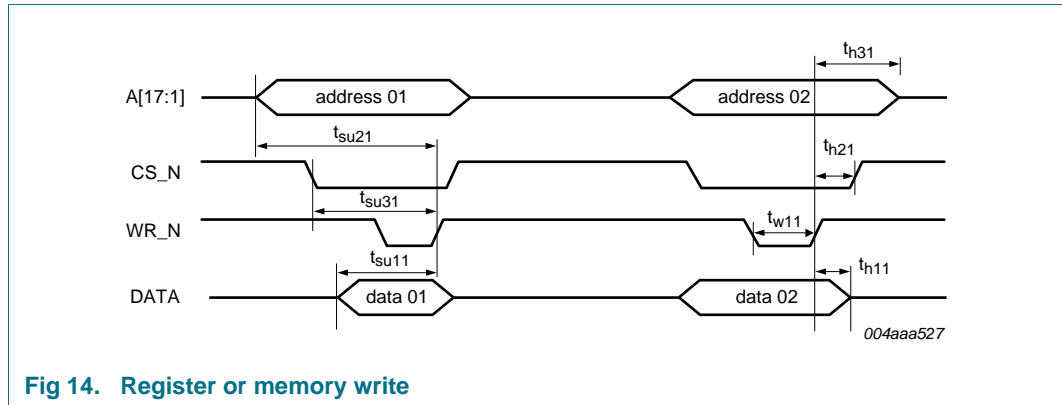 th31
A[17:1] address 01 address 02
tsu21
th21
CS_N
tsu31
WR_N tw11
tsu11
th11
DATA data 01 data 02
004aaa527
Fig 14. Register or memory write